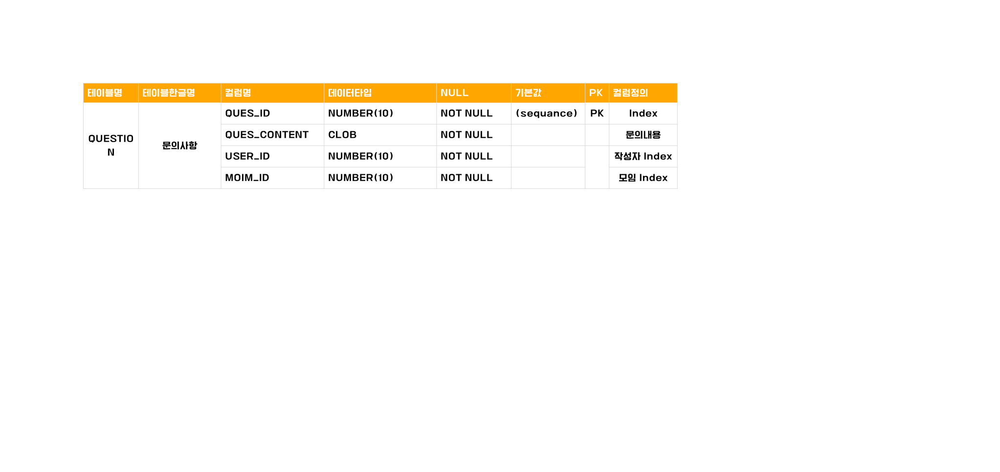 테이블명 테이블한글명 컬럼명 데이터타입 NULL 기본값 PK 컬럼정의
QUESTIO
N
문의사항
QUES_ID NUMBER(10) NOT NULL (sequance) PK Index
QUES_CONTENT CLOB NOT NULL 문의내용
USER_ID NUMBER(10) NOT NULL 작성자 Index
MOIM_ID NUMBER(10) NOT NULL 모임 Index